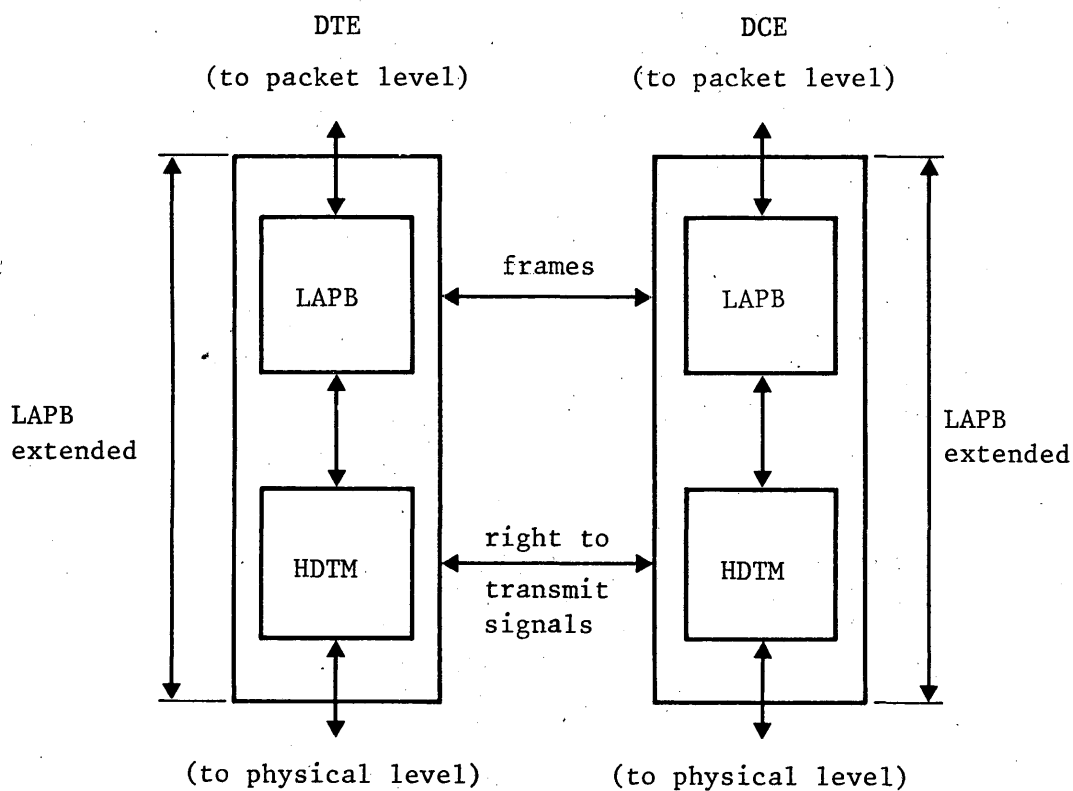 DTE
DCE
(to packet level)
(to packet level)
frames
LAPB
LAPB
LAPB
extended
LAPB
extended
right to
HDTM
HDTM
transmit
signals
(to physical level)
(to physical level)